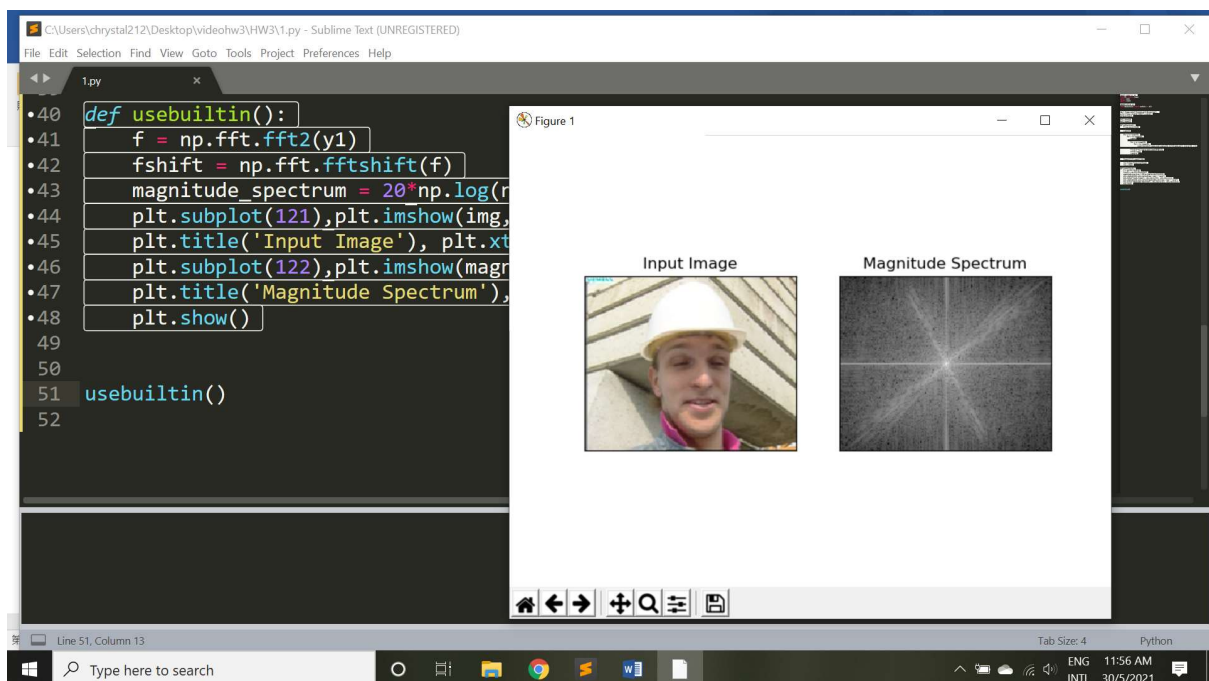 C:\Users\chrystal212\Desktop\videohw3\HW3\1.py - Sublime Text (UNREGISTERED)
File Edit Selection Find View Goto Tools Project Preferences Help
1.py
40 def usebuiltin():
41 f = np.fft.fft2(y1)
42 fshift = np.fft.fftshift(f)
43 magnitude_spectrum = 20*np.log(
44 plt.subplot(121),plt.imshow(img,
45 plt.title('Input Image'), plt.xt
46 plt.subplot(122),plt.imshow(mag
47 plt.title('Magnitude Spectrum'),
48 plt.show()
49
50
51 usebuiltin()
52
Figure 1
Input Image
Magnitude Spectrum
Line 51, Column 13
Tab Size: 4
Python
Type here to search
ENG
INTL
11:56 AM
30/5/2021